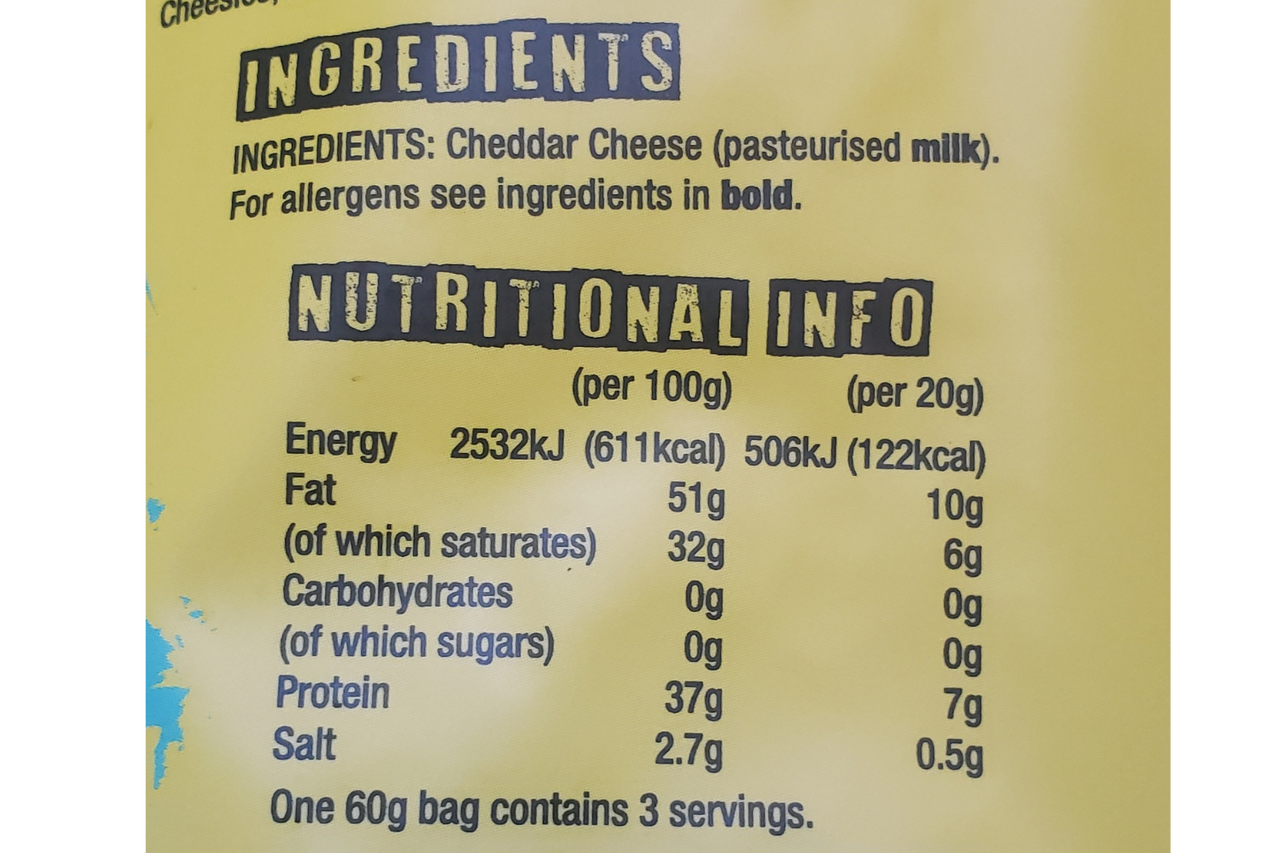 INGREDIENTS
INGREDIENTS: Cheddar Cheese (pasteurised milk).
For allergens see ingredients in bold.
NUTRITIONAL INFO
(per 100g) (per 20g)
Energy 2532kJ (611kcal) 506kJ (122kcal)
Fat 51g 10g
(of which saturates) 32g 6g
Carbohydrates 0g 0g
(of which sugars) 0g 0g
Protein 37g 7g
Salt 2.7g 0.5g
One 60g bag contains 3 servings.